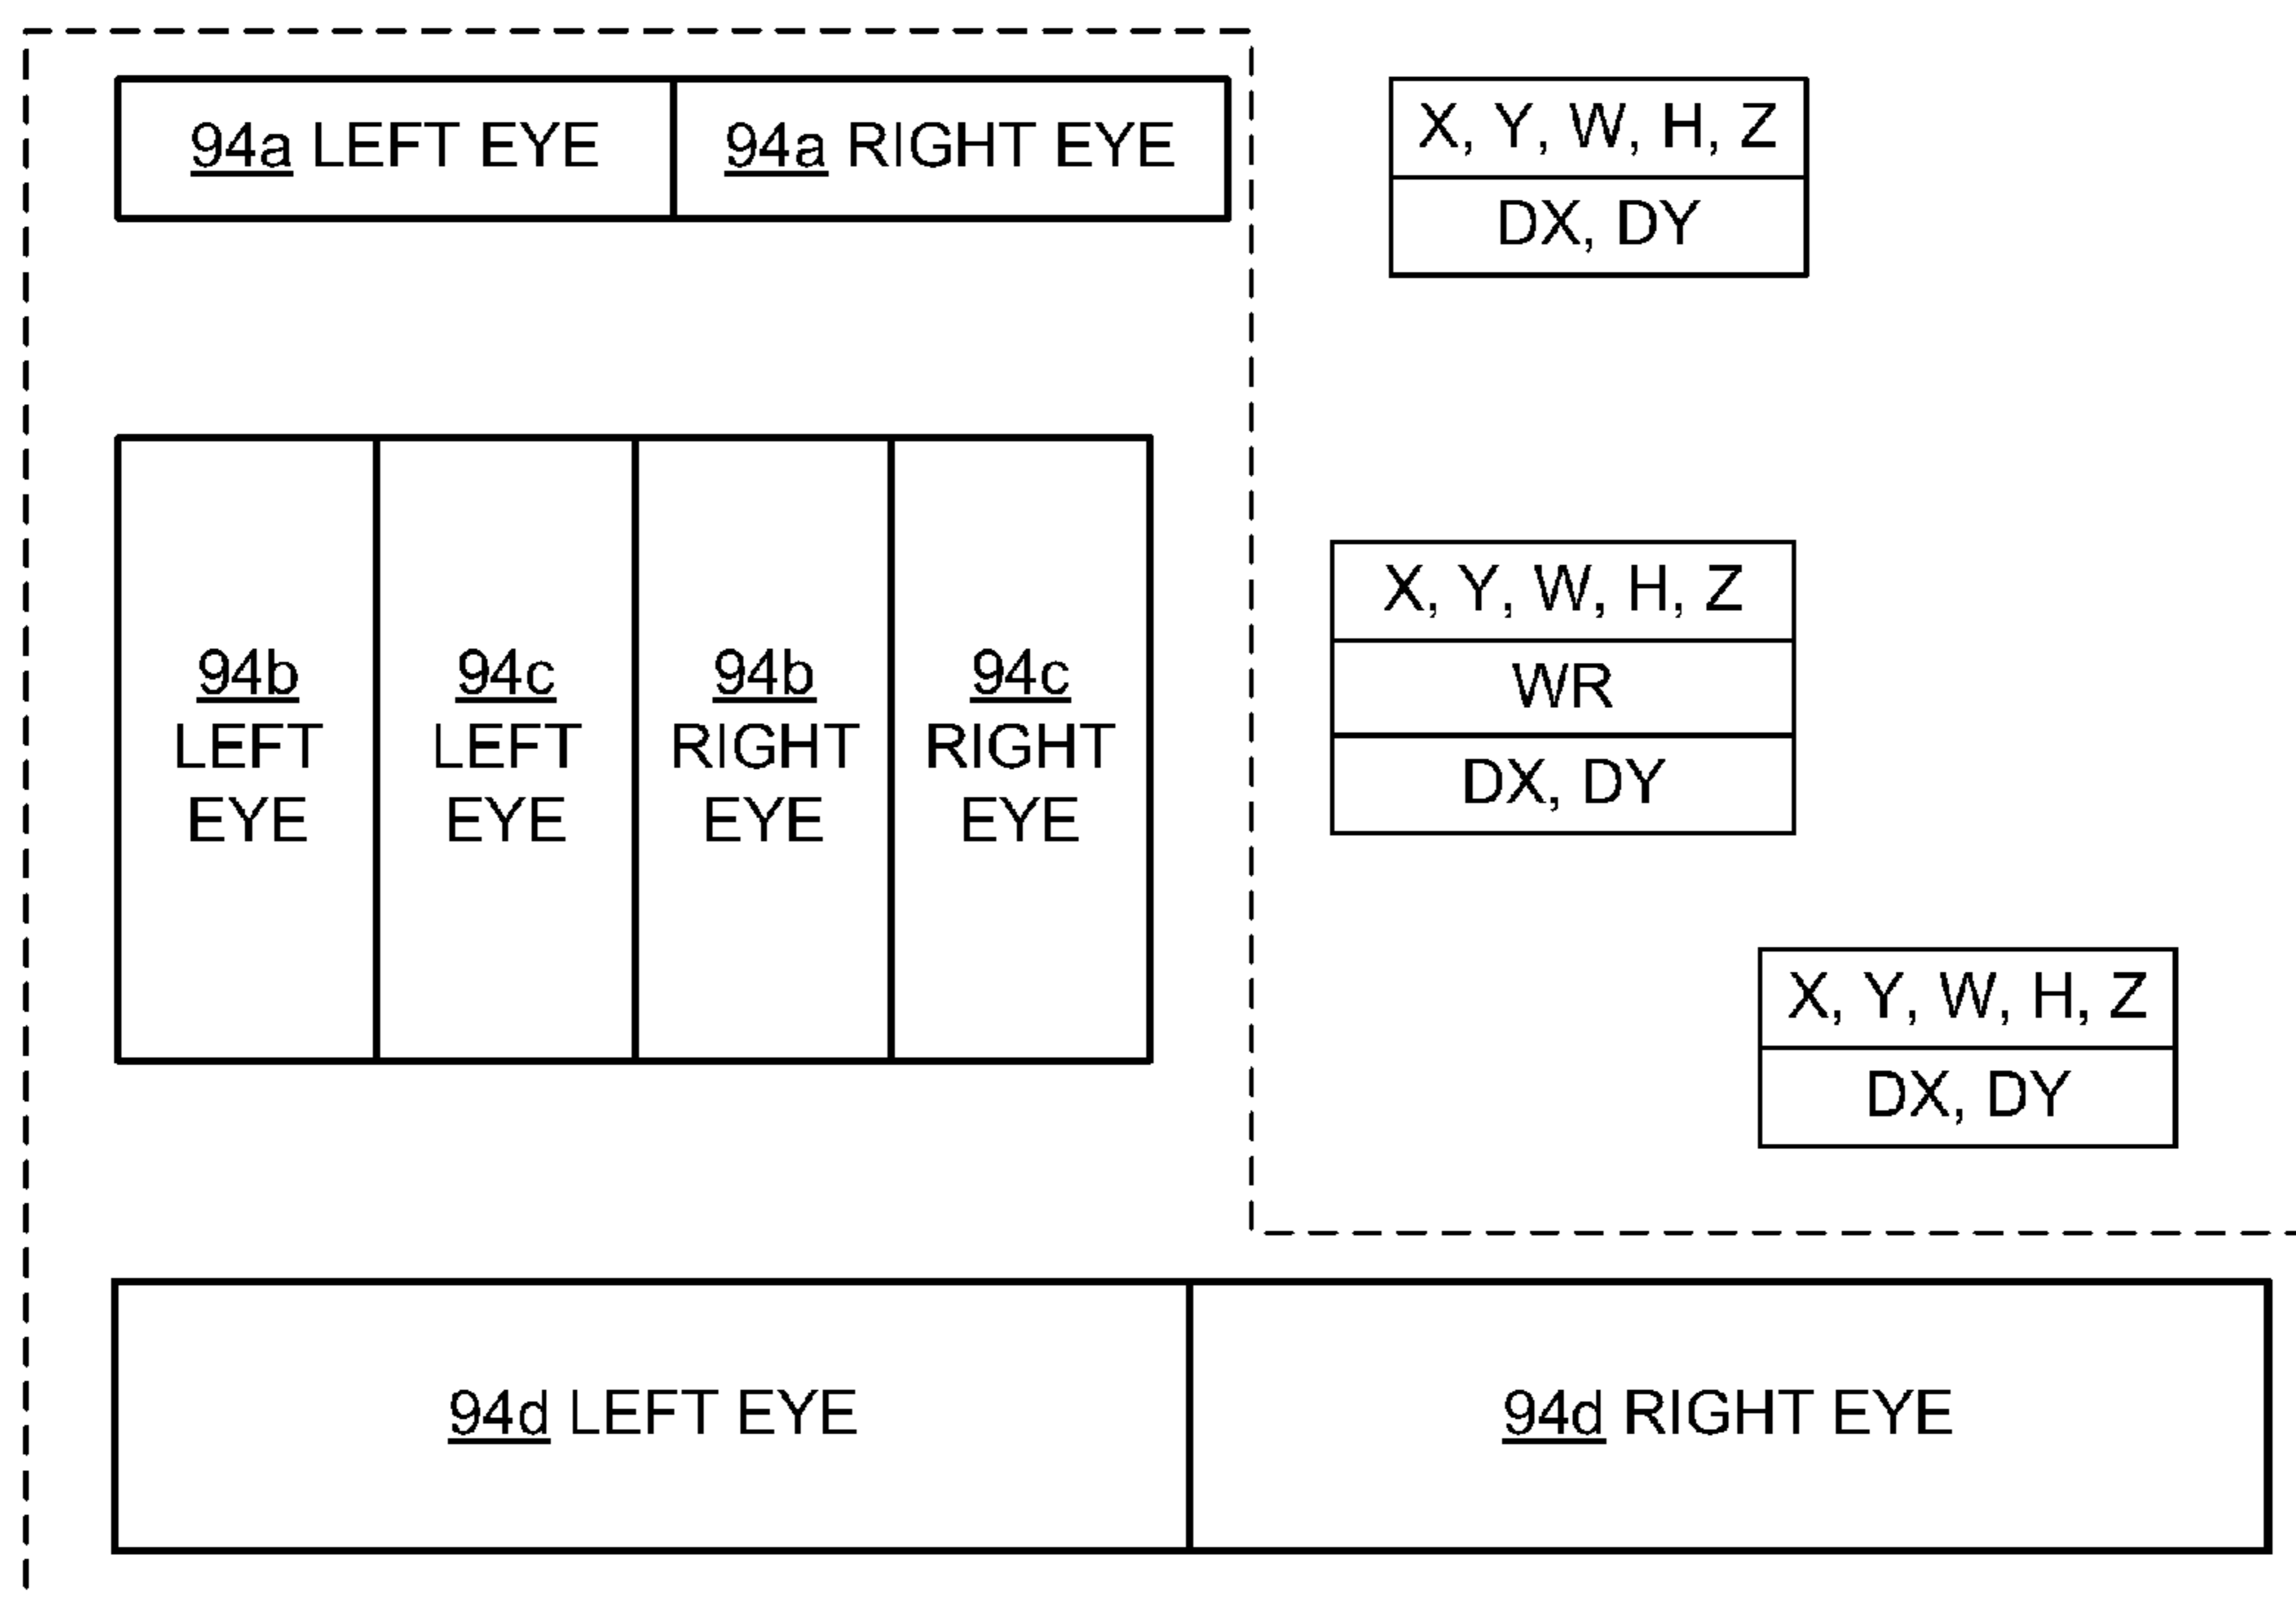 94a LEFT EYE
94a RIGHT EYE
X, Y, W, H, Z
DX, DY
94b
LEFT
EYE
94c
LEFT
EYE
94b
RIGHT
EYE
94c
RIGHT
EYE
X, Y, W, H, Z
WR
DX, DY
X, Y, W, H, Z
DX, DY
94d LEFT EYE
94d RIGHT EYE